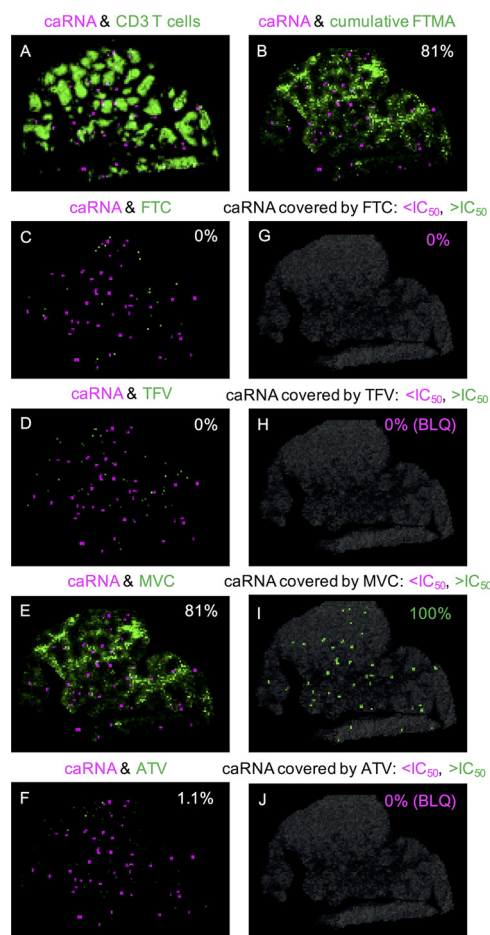 caRNA & CD3 T cells
caRNA & cumulative FTMA
A
B
81%
caRNA & FTC
caRNA covered by FTC: <IC50, >IC50
C
0%
G
0%
caRNA & TFV
caRNA covered by TFV: <IC50, >IC50
D
0%
H
0% (BLQ)
caRNA & MVC
caRNA covered by MVC: <IC50, >IC50
E
81%
I
100%
caRNA & ATV
caRNA covered by ATV: <IC50, >IC50
F
1.1%
J
0% (BLQ)